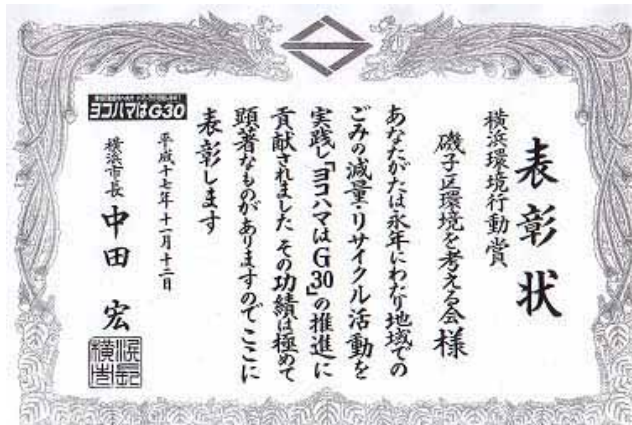 表彰状
横浜環境行動賞
磯子区環境を考える会様
あなたがたは永年にわたり地域での
ごみの減量・リサイクル活動を
実践し「ヨコハマはG30」の推進に
貢献されました その功績は極めて
顕著なものがありますので ここに
表彰します
平成十七年十一月十二日
横浜市長 中田 宏
ヨコハマはG30